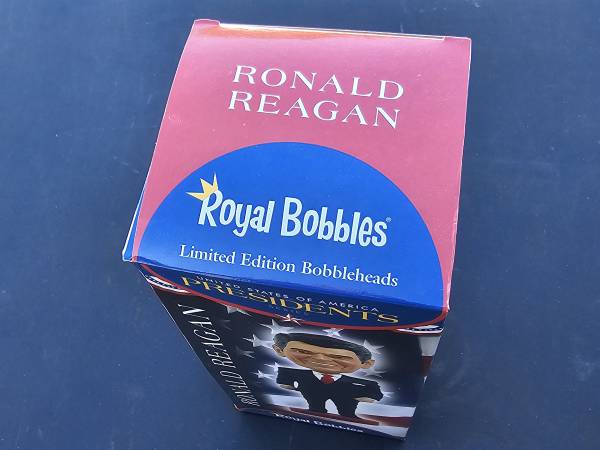 RONALD
REAGAN
Royal Bobbles®
Limited Edition Bobbleheads
UNITED STATES OF AMERICA
PRESIDENTS
RONALD REAGAN
Royal Bobbles